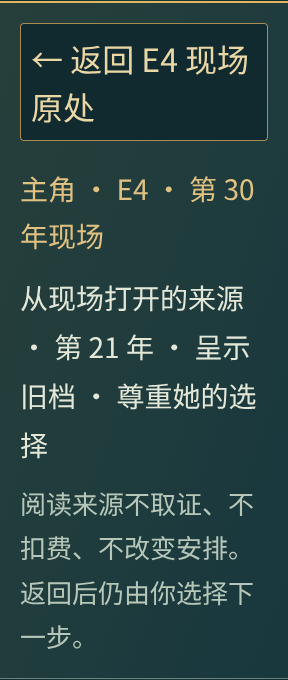 ← 返回 E4 现场
原处
主角 · E4 · 第 30
年现场
从现场打开的来源
· 第 21 年 · 呈示
旧档 · 尊重她的选
择
阅读来源不取证、不
扣费、不改变安排。
返回后仍由你选择下
一步。